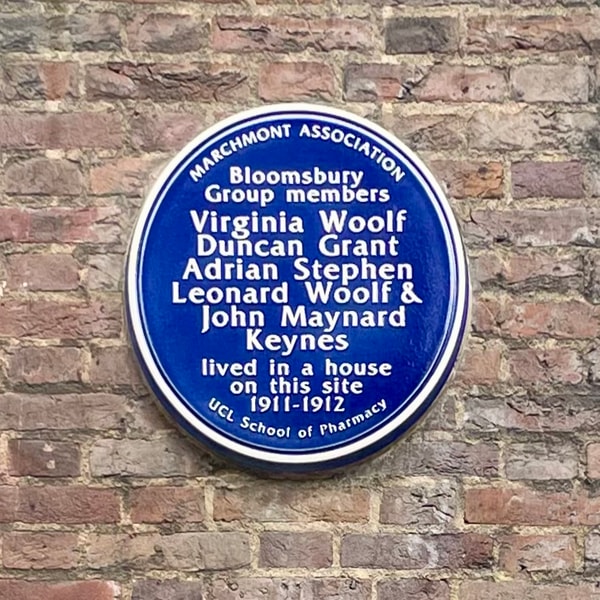 MARCHMONT ASSOCIATION
Bloomsbury
Group members
Virginia Woolf
Duncan Grant
Adrian Stephen
Leonard Woolf &
John Maynard
Keynes
lived in a house
on this site
1911-1912
UCL School of Pharmacy